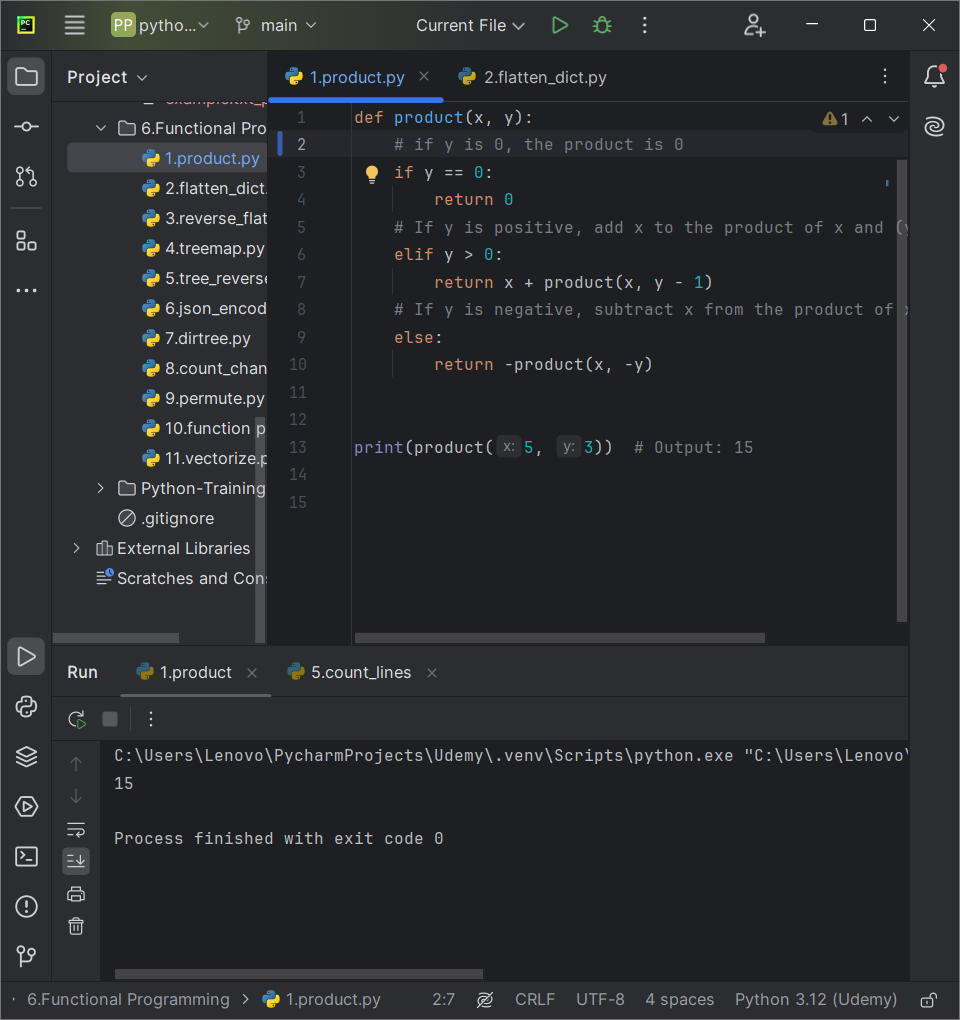 PC
PP pytho... main Current File
Project
1.product.py
2.flatten_dict.py
6.Functional Pro
1.product.py
2.flatten_dict.
3.reverse_flat
4.treemap.py
5.tree_reverse
6.json_encod
7.dirtree.py
8.count_chan
9.permute.py
10.function p
11.vectorize.p
Python-Training
.gitignore
External Libraries
Scratches and Con
1 def product(x, y):
1
2 # if y is 0, the product is 0
3 if y == 0:
4 return 0
5 # If y is positive, add x to the product of x and (y
6 elif y > 0:
7 return x + product(x, y - 1)
8 # If y is negative, subtract x from the product of x
9 else:
10 return -product(x, -y)
11
12
13 print(product( x: 5, y: 3)) # Output: 15
14
15
Run 1.product 5.count_lines
C:\Users\Lenovo\PycharmProjects\Udemy\.venv\Scripts\python.exe "C:\Users\Lenovo\
15
Process finished with exit code 0
6.Functional Programming > 1.product.py 2:7 CRLF UTF-8 4 spaces Python 3.12 (Udemy)